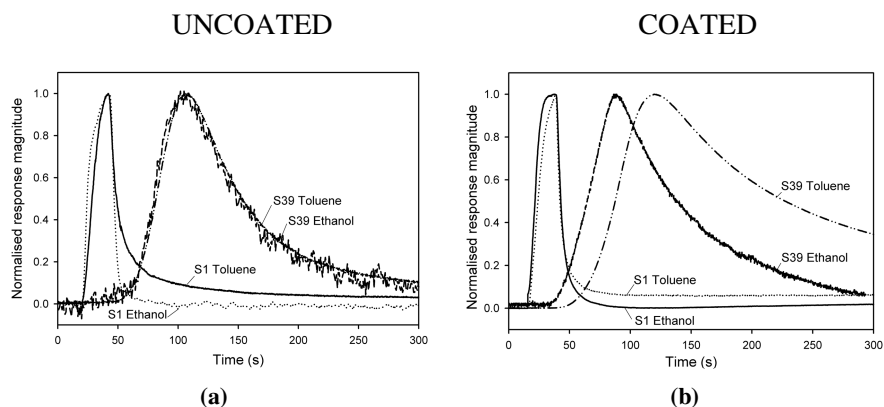 UNCOATED
Normalised response magnitude
1.0
0.8
0.6
0.4
0.2
0.0
S39 Toluene
S39 Ethanol
S1 Toluene
S1 Ethanol
0 50 100 150 200 250 300
Time (s)
(a)
COATED
Normalised response magnitude
1.0
0.8
0.6
0.4
0.2
0.0
S39 Toluene
S39 Ethanol
S1 Toluene
S1 Ethanol
0 50 100 150 200 250 300
Time (s)
(b)